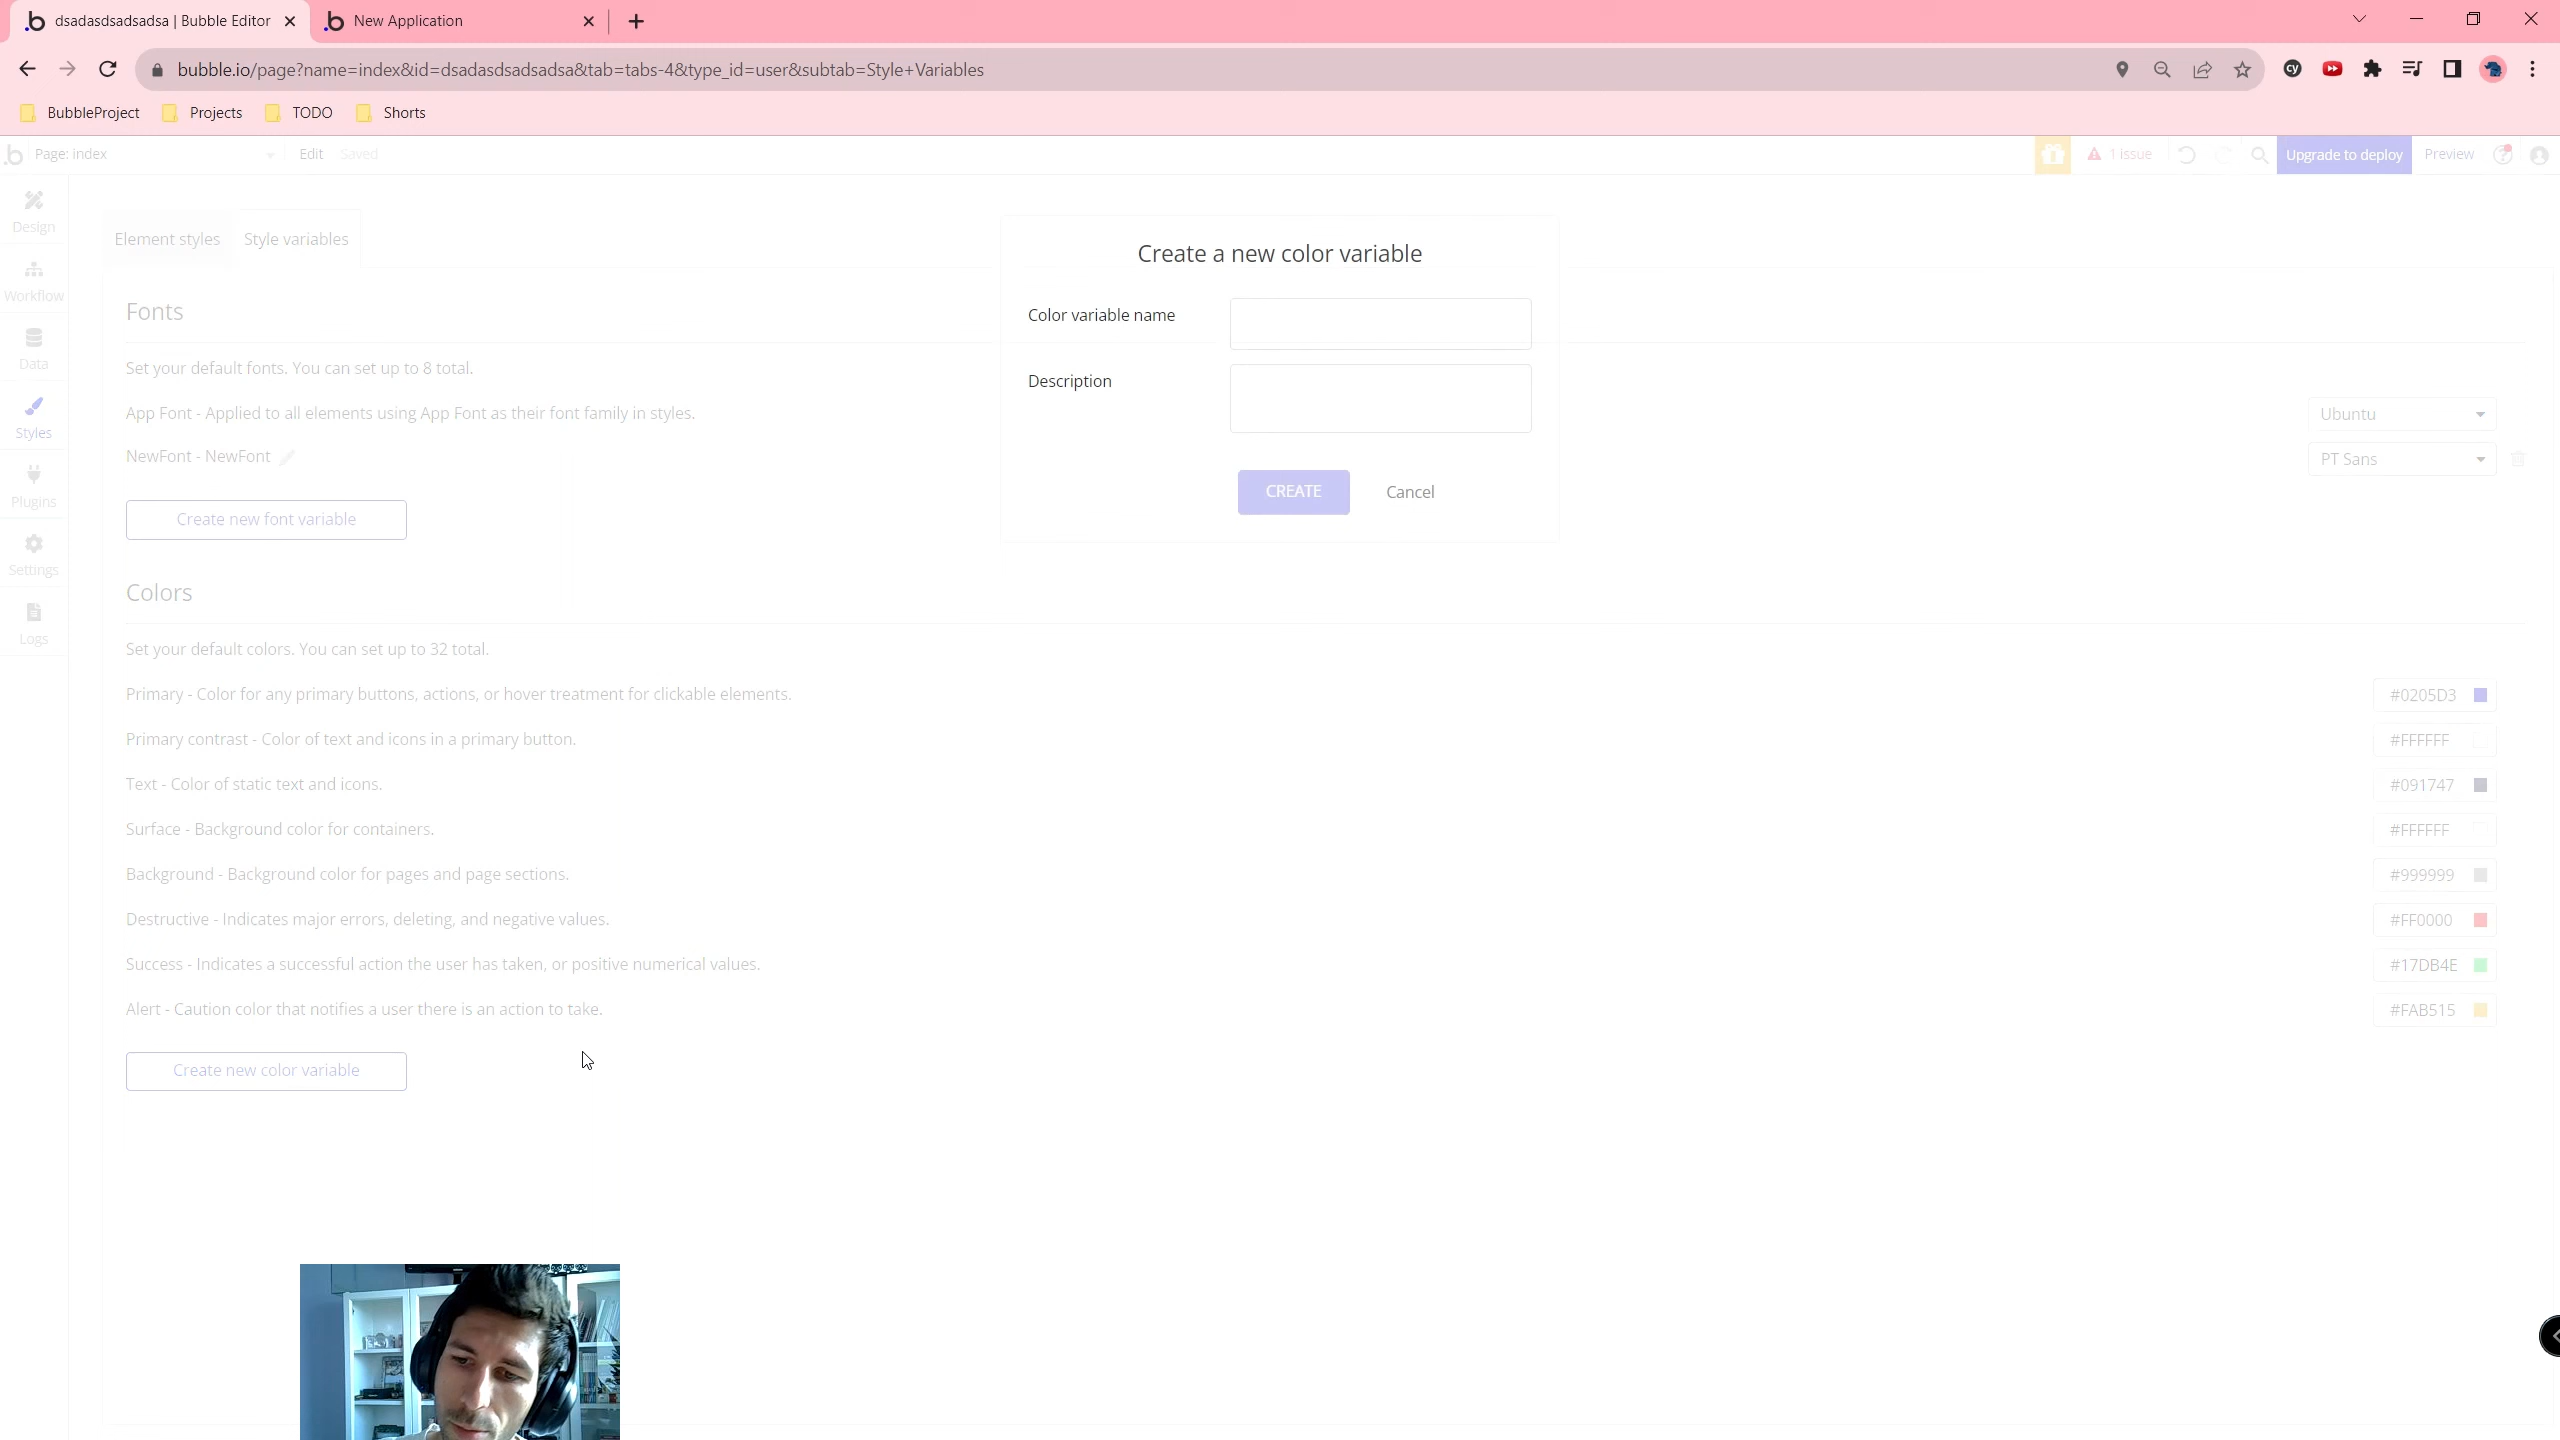 dsadasdsadsadsa | Bubble Editor
New Application
bubble.io/page?name=index&id=dsadasdsadsadsa&tab=tabs-4&type_id=user&subtab=Style+Variables
BubbleProject
Projects
TODO
Shorts
Page: index
Edit
Saved
1 issue
Upgrade to deploy
Preview
Design
Workflow
Data
Styles
Plugins
Settings
Logs
Element styles
Style variables
Fonts
Set your default fonts. You can set up to 8 total.
App Font - Applied to all elements using App Font as their font family in styles.
Ubuntu
NewFont - NewFont
PT Sans
Create new font variable
Create a new color variable
Color variable name
Description
CREATE
Cancel
Colors
Set your default colors. You can set up to 32 total.
Primary - Color for any primary buttons, actions, or hover treatment for clickable elements.
#0205D3
Primary contrast - Color of text and icons in a primary button.
#FFFFFF
Text - Color of static text and icons.
#091747
Surface - Background color for containers.
#FFFFFF
Background - Background color for pages and page sections.
#999999
Destructive - Indicates major errors, deleting, and negative values.
#FF0000
Success - Indicates a successful action the user has taken, or positive numerical values.
#17DB4E
Alert - Caution color that notifies a user there is an action to take.
#FAB515
Create new color variable